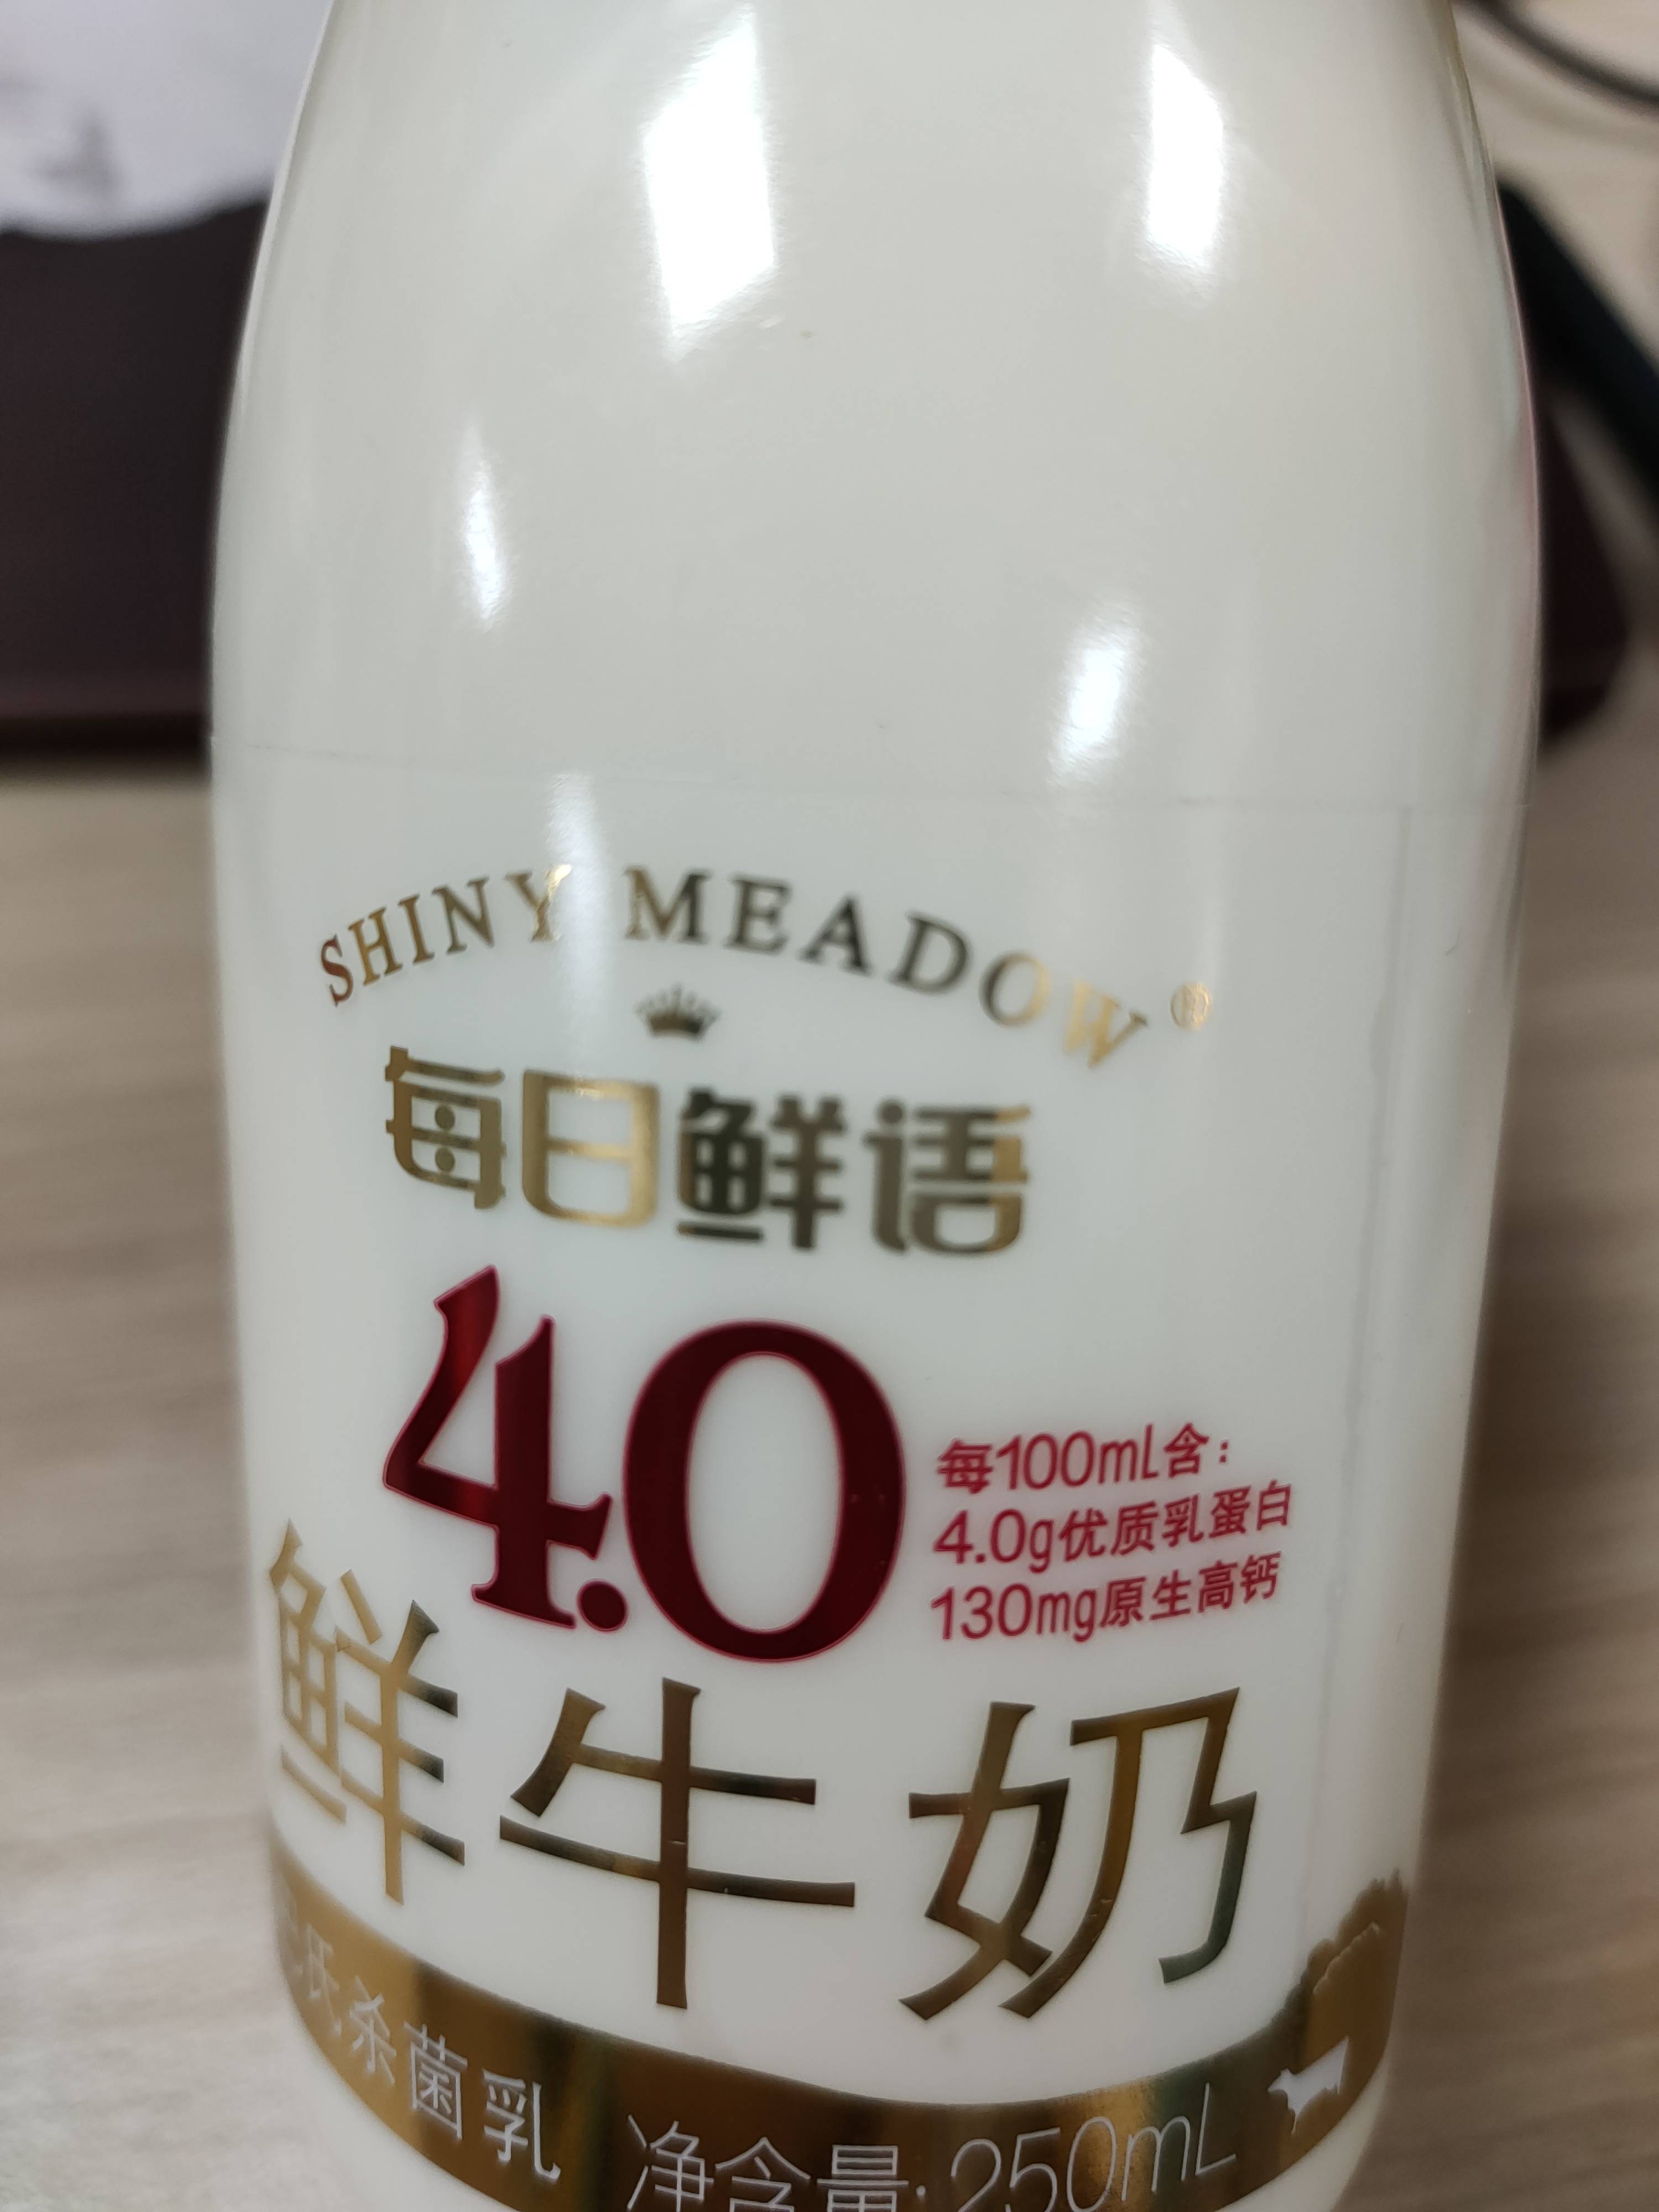 SHINY MEADOW®
每日鲜语
4.0
每100ml含：
4.0g优质乳蛋白
130mg原生高钙
鲜牛奶
巴氏杀菌乳 净含量：250mL